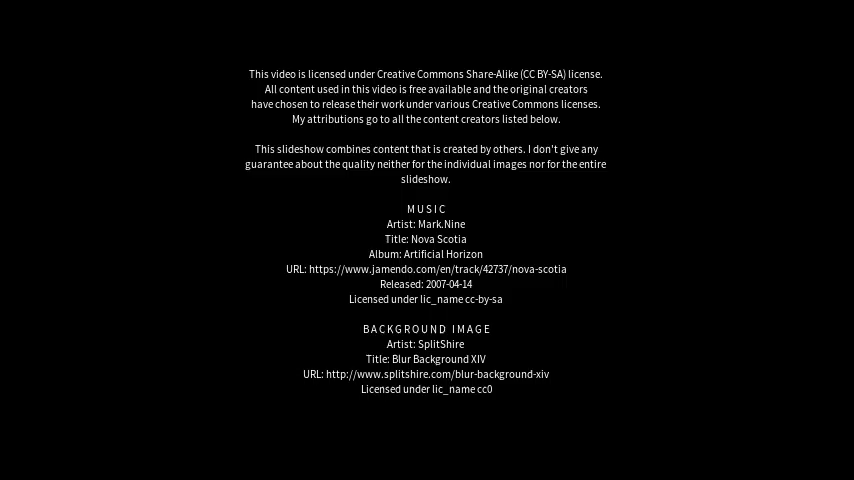 This video is licensed under Creative Commons Share-Alike (CC BY-SA) license.
All content used in this video is free available and the original creators
have chosen to release their work under various Creative Commons licenses.
My attributions go to all the content creators listed below.
This slideshow combines content that is created by others. I don't give any
guarantee about the quality neither for the individual images nor for the entire
slideshow.
MUSIC
Artist: Mark.Nine
Title: Nova Scotia
Album: Artificial Horizon
URL: https://www.jamendo.com/en/track/42737/nova-scotia
Released: 2007-04-14
Licensed under lic_name cc-by-sa
BACKGROUND IMAGE
Artist: SplitShire
Title: Blur Background XIV
URL: http://www.splitshire.com/blur-background-xiv
Licensed under lic_name cc0